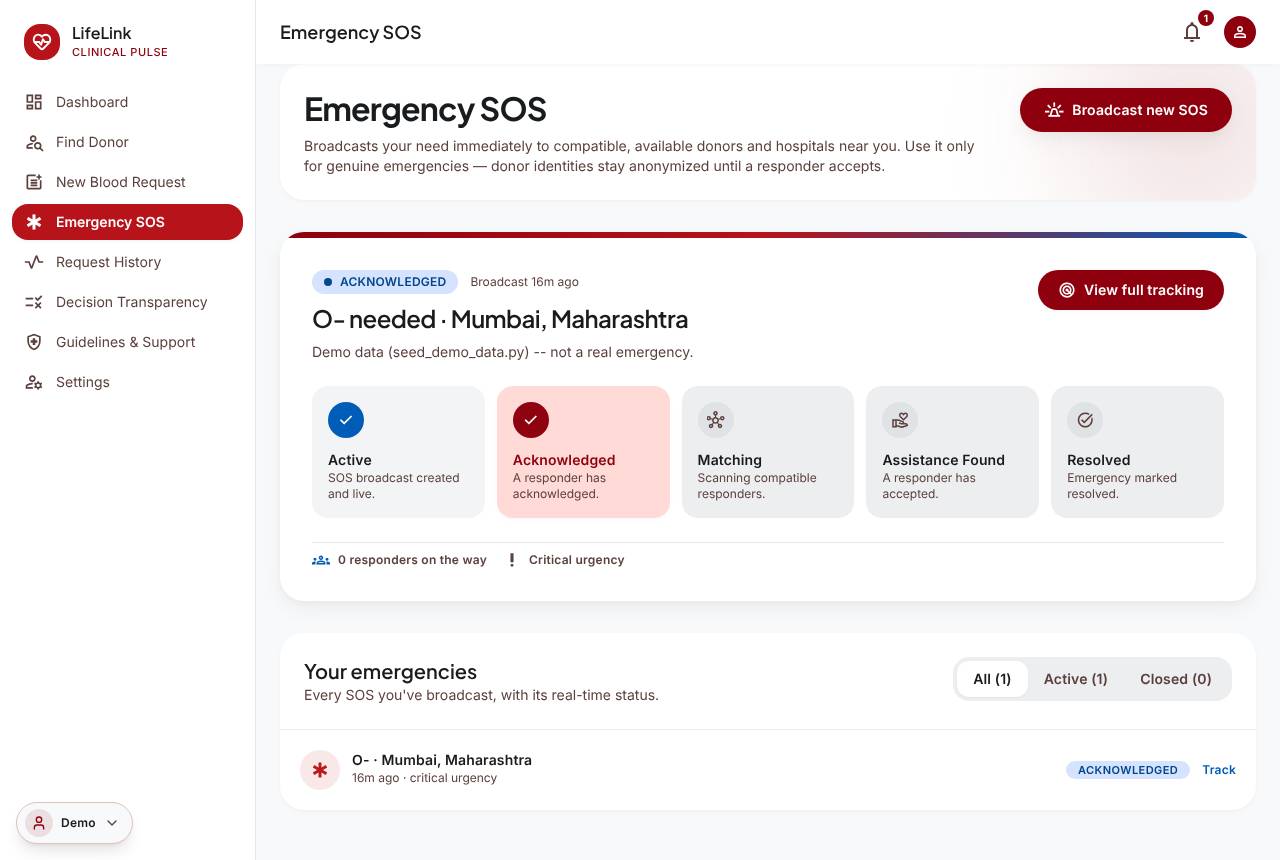 LifeLink
CLINICAL PULSE
Dashboard
Find Donor
New Blood Request
Emergency SOS
Request History
Decision Transparency
Guidelines & Support
Settings
Demo
Emergency SOS
1
Emergency SOS
Broadcasts your need immediately to compatible, available donors and hospitals near you. Use it only
for genuine emergencies — donor identities stay anonymized until a responder accepts.
Broadcast new SOS
ACKNOWLEDGED
Broadcast 16m ago
O- needed · Mumbai, Maharashtra
Demo data (seed_demo_data.py) -- not a real emergency.
View full tracking
Active
SOS broadcast created
and live.
Acknowledged
A responder has
acknowledged.
Matching
Scanning compatible
responders.
Assistance Found
A responder has
accepted.
Resolved
Emergency marked
resolved.
0 responders on the way
Critical urgency
Your emergencies
Every SOS you've broadcast, with its real-time status.
All (1)
Active (1)
Closed (0)
O- · Mumbai, Maharashtra
16m ago · critical urgency
ACKNOWLEDGED
Track